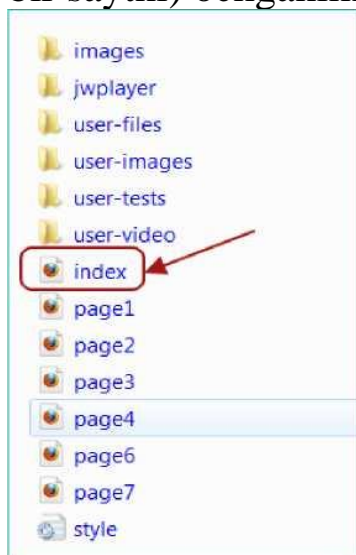 images
jwplayer
user-files
user-images
user-tests
user-video
index
page1
page2
page3
page4
page6
page7
style